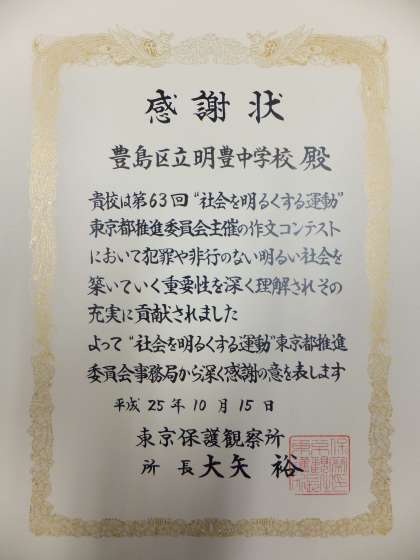 感謝状
豊島区立明豊中学校 殿
貴校は第63回“社会を明るくする運動”
東京都推進委員会主催の作文コンテスト
において犯罪や非行のない明るい社会を
築いていく重要性を深く理解されその
充実に貢献されました
よって“社会を明るくする運動”東京都推進
委員会事務局から深く感謝の意を表します
平成 25 年 10 月 15 日
東京保護観察所
所 長 大矢 裕